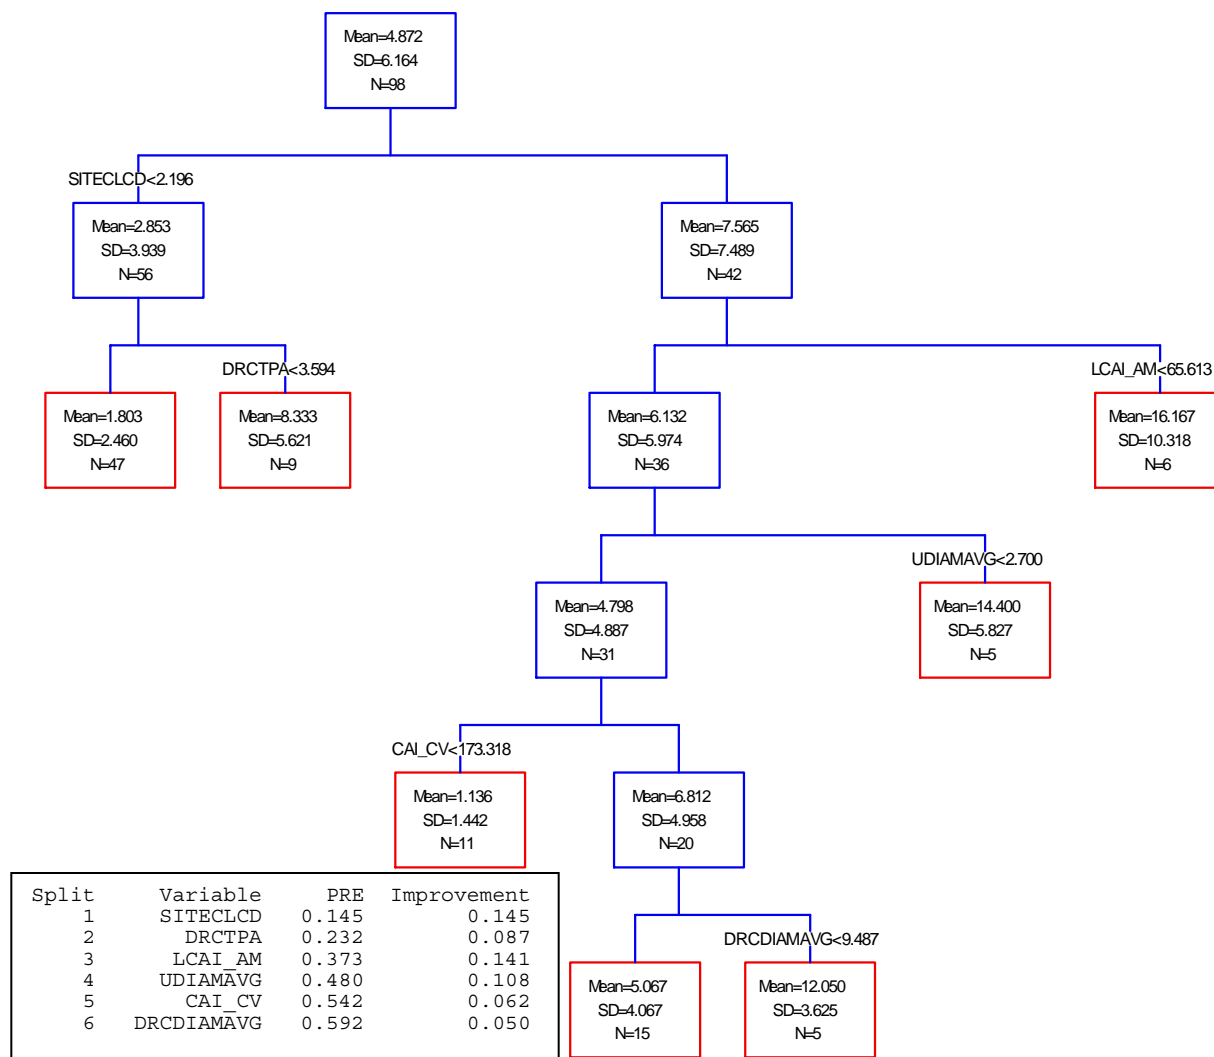 Mean=4.872
SD=6.164
N=98
SITECLCD<2.196
Mean=2.853
SD=3.939
N=56
Mean=7.565
SD=7.489
N=42
DRCTPA<3.594
LCAI_AM<65.613
Mean=1.803
SD=2.460
N=47
Mean=8.333
SD=5.621
N=9
Mean=6.132
SD=5.974
N=36
Mean=16.167
SD=10.318
N=6
UDIAMAVG<2.700
Mean=4.798
SD=4.887
N=31
Mean=14.400
SD=5.827
N=5
CAI_CV<173.318
Mean=1.136
SD=1.442
N=11
Mean=6.812
SD=4.958
N=20
DRCDIAMAVG<9.487
Mean=5.067
SD=4.067
N=15
Mean=12.050
SD=3.625
N=5
Split Variable PRE Improvement
1 SITECLCD 0.145 0.145
2 DRCTPA 0.232 0.087
3 LCAI_AM 0.373 0.141
4 UDIAMAVG 0.480 0.108
5 CAI_CV 0.542 0.062
6 DRCDIAMAVG 0.592 0.050